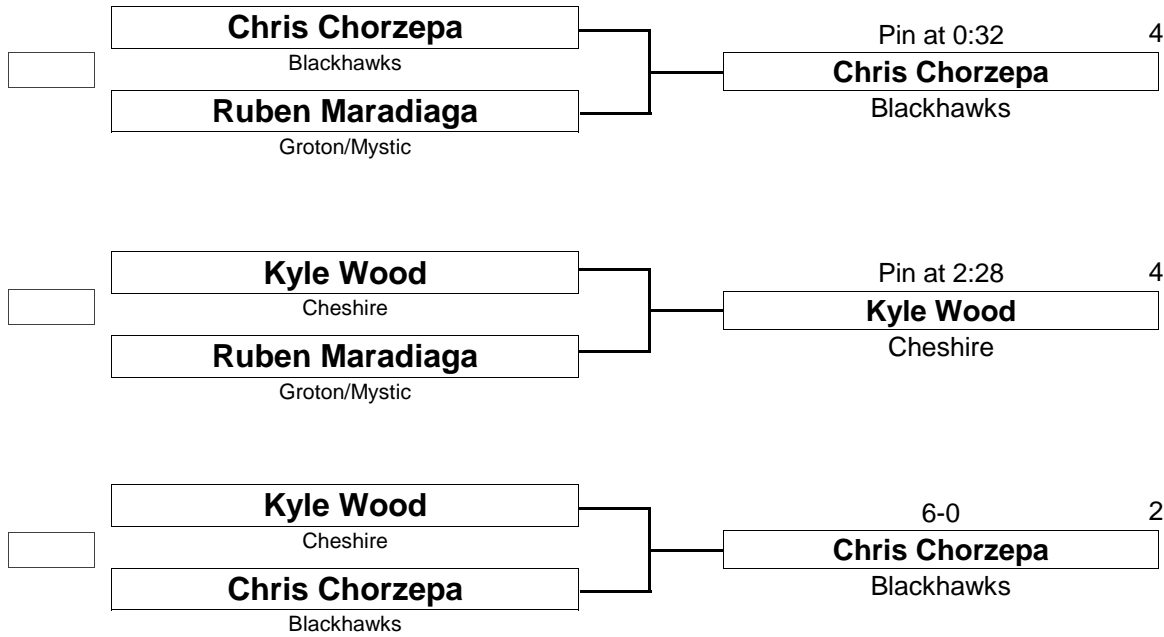 Chris Chorzepa
Blackhawks
Ruben Maradiaga
Groton/Mystic
Pin at 0:32 4
Chris Chorzepa
Blackhawks
Kyle Wood
Cheshire
Ruben Maradiaga
Groton/Mystic
Pin at 2:28 4
Kyle Wood
Cheshire
Kyle Wood
Cheshire
Chris Chorzepa
Blackhawks
6-0 2
Chris Chorzepa
Blackhawks